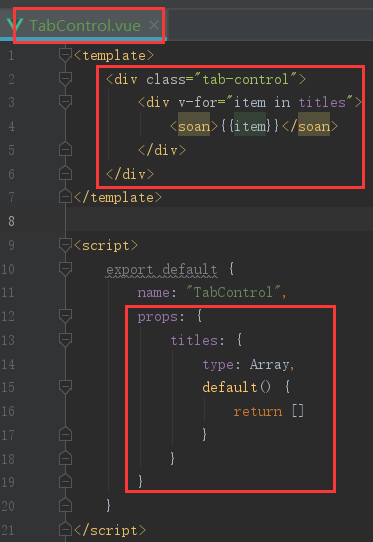 TabControl.vue
1 <template>
2 <div class="tab-control">
3 <div v-for="item in titles">
4 <soan>{{item}}</soan>
5 </div>
6 </div>
7 </template>
8
9 <script>
10 export default {
11 name: "TabControl",
12 props: {
13 titles: {
14 type: Array,
15 default() {
16 return []
17 }
18 }
19 }
20 }
21 </script>